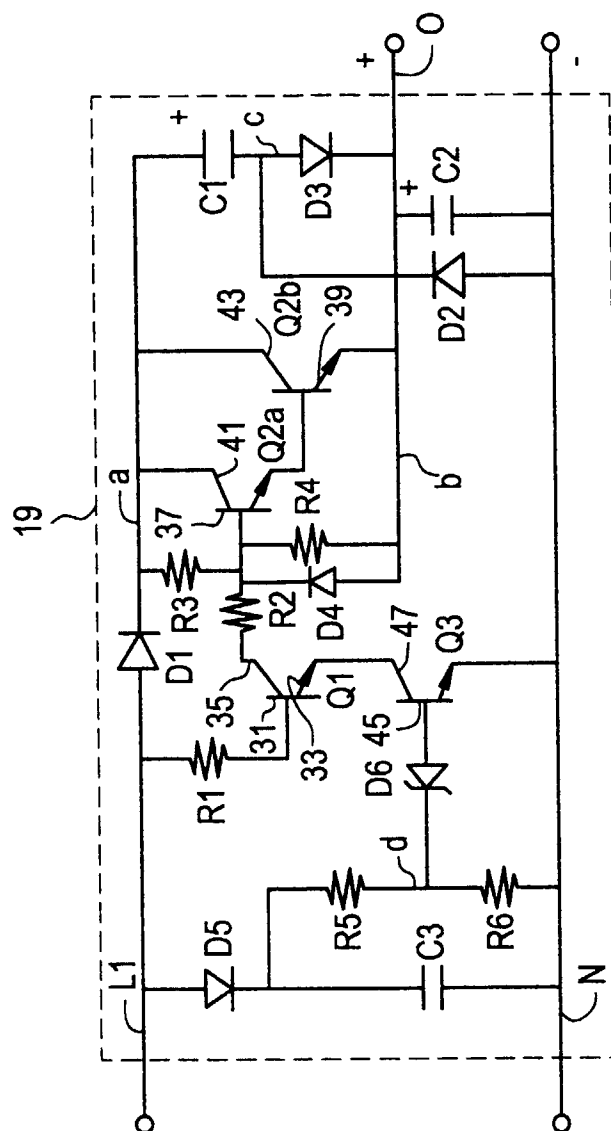 19
L1
D5
R5
d
C3
R6
N
R1
D1
a
R3
35
31
33
Q1
R2
D4
R4
37
41
Q2a
43
Q2b
39
45
47
Q3
D6
b
+
C1
c
D3
+
C2
D2
+
O
-